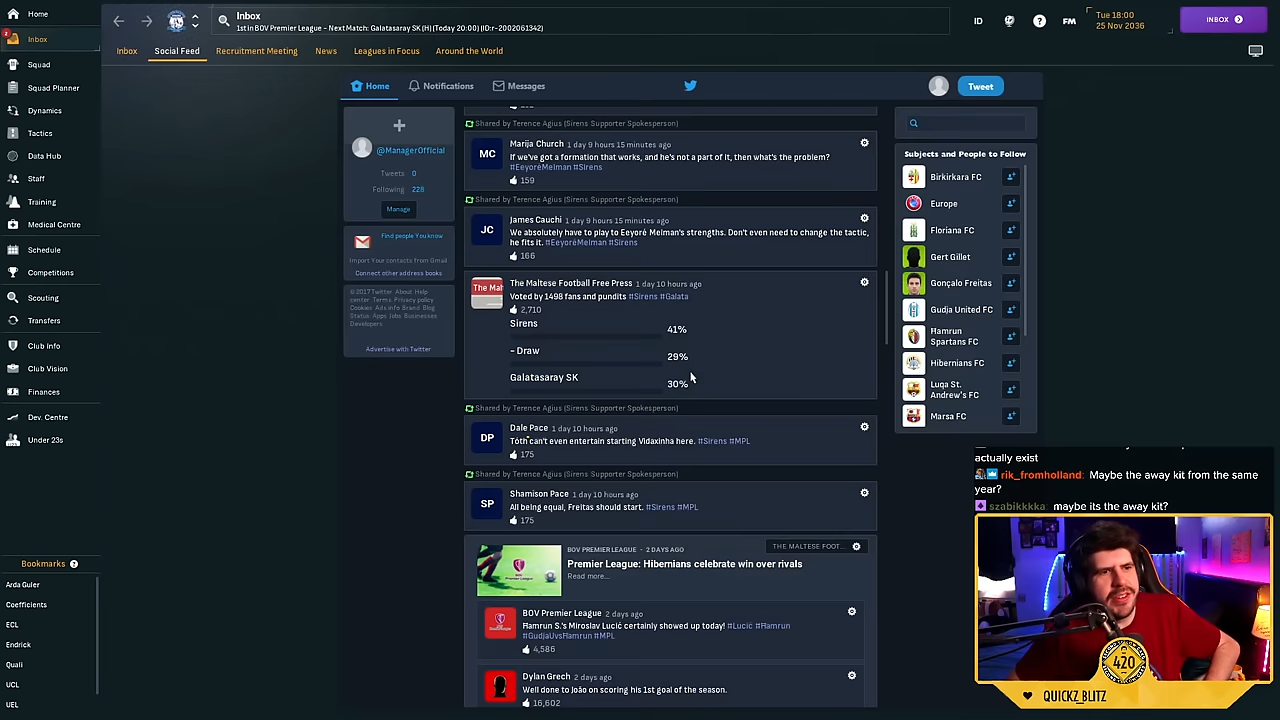 Home
2
Inbox
Squad
Squad Planner
Dynamics
Tactics
Data Hub
Staff
Training
Medical Centre
Schedule
Competitions
Scouting
Transfers
Club Info
Club Vision
Finances
Dev. Centre
Under 23s
Bookmarks
Arda Guler
Coefficients
ECL
Endrick
Quali
UCL
UEL
Inbox
1st in BOV Premier League - Next Match: Galatasaray SK (H) (Today 20:00) (ID:r-2002061342)
ID
FM
Tue 18:00
25 Nov 2036
INBOX
Inbox
Social Feed
Recruitment Meeting
News
Leagues in Focus
Around the World
Home
Notifications
Messages
Tweet
@ManagerOfficial
Tweets 0
Following 228
Manage
Find people You know
Import Your contacts from Gmail
Connect other address books
© 2017 Twitter About Help
center Terms Privacy policy
Cookies Ads info Brand Blog
Status Apps Jobs Businesses
Developers
Advertise with Twitter
Shared by Terence Agius (Sirens Supporter Spokesperson)
MC
Marija Church 1 day 9 hours 15 minutes ago
If we've got a formation that works, and he's not a part of it, then what's the problem?
#EeyoréMelman #Sirens
159
Shared by Terence Agius (Sirens Supporter Spokesperson)
JC
James Cauchi 1 day 9 hours 15 minutes ago
We absolutely have to play to Eeyoré Melman's strengths. Don't even need to change the tactic,
he fits it. #EeyoréMelman #Sirens
166
The Mal
The Maltese Football Free Press 1 day 10 hours ago
Voted by 1498 fans and pundits #Sirens #Galata
2,710
Sirens
41%
- Draw
29%
Galatasaray SK
30%
Shared by Terence Agius (Sirens Supporter Spokesperson)
DP
Dale Pace 1 day 10 hours ago
Tóth can't even entertain starting Vidaxinha here. #Sirens #MPL
175
Shared by Terence Agius (Sirens Supporter Spokesperson)
SP
Shamison Pace 1 day 10 hours ago
All being equal, Freitas should start. #Sirens #MPL
175
BOV PREMIER LEAGUE - 2 DAYS AGO
THE MALTESE FOOT...
Premier League: Hibernians celebrate win over rivals
Read more...
BOV Premier League 2 days ago
Ħamrun S.'s Miroslav Lucić certainly showed up today! #Lucić #Ħamrun
#GudjaUvsĦamrun #MPL
4,586
Dylan Grech 2 days ago
Well done to João on scoring his 1st goal of the season.
16,602
Subjects and People to Follow
Birkirkara FC
Europe
Floriana FC
Gert Gillet
Gonçalo Freitas
Gudja United FC
Ħamrun
Spartans FC
Hibernians FC
Luqa St.
Andrew's FC
Marsa FC
actually exist
rik_fromholland: Maybe the away kit from the same
year?
szabikkkka: maybe its the away kit?
420
QUICKZ_BLITZ